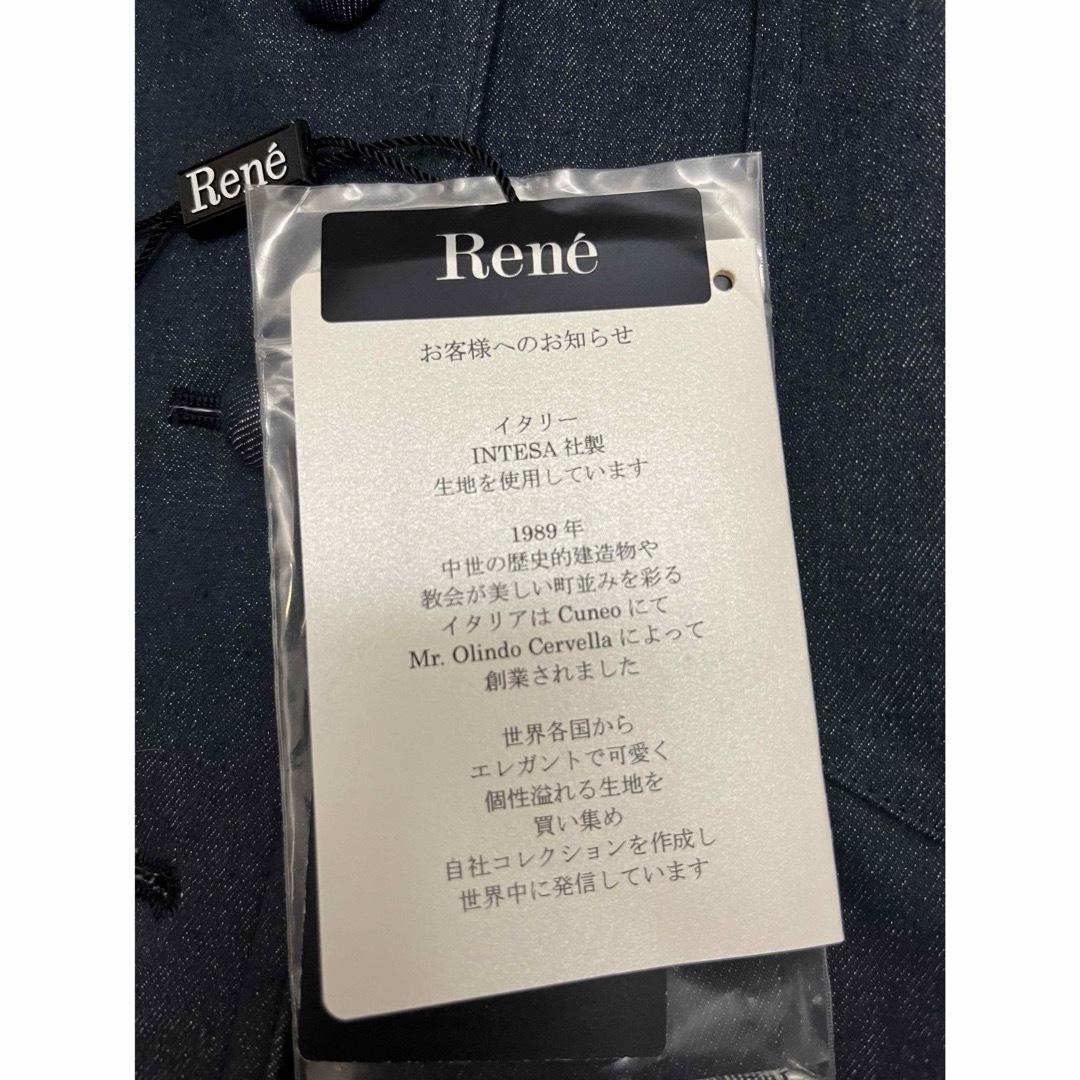 René
René
お客様へのお知らせ
イタリー
INTESA 社製
生地を使用しています
1989 年
中世の歴史的建造物や
教会が美しい町並みを彩る
イタリアは Cuneo にて
Mr. Olindo Cervella によって
創業されました
世界各国から
エレガントで可愛く
個性溢れる生地を
買い集め
自社コレクションを作成し
世界中に発信しています